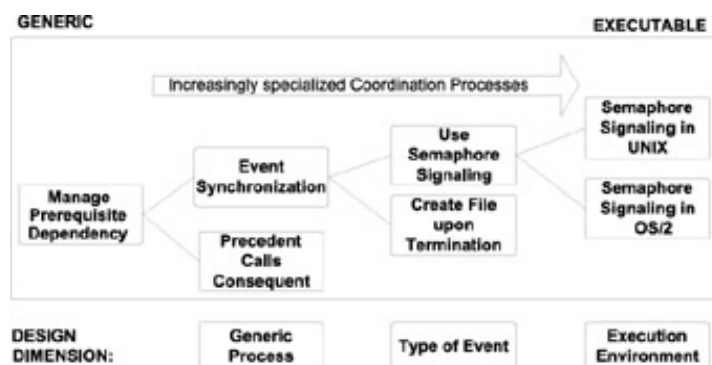 GENERIC
EXECUTABLE
Increasingly specialized Coordination Processes
Semaphore
Signaling in
UNIX
Use
Semaphore
Signaling
Event
Synchronization
Manage
Prerequisite
Dependency
Create File
upon
Termination
Semaphore
Signaling in
OS/2
Precedent
Calls
Consequent
DESIGN
DIMENSION:
Generic
Process
Type of Event
Execution
Environment